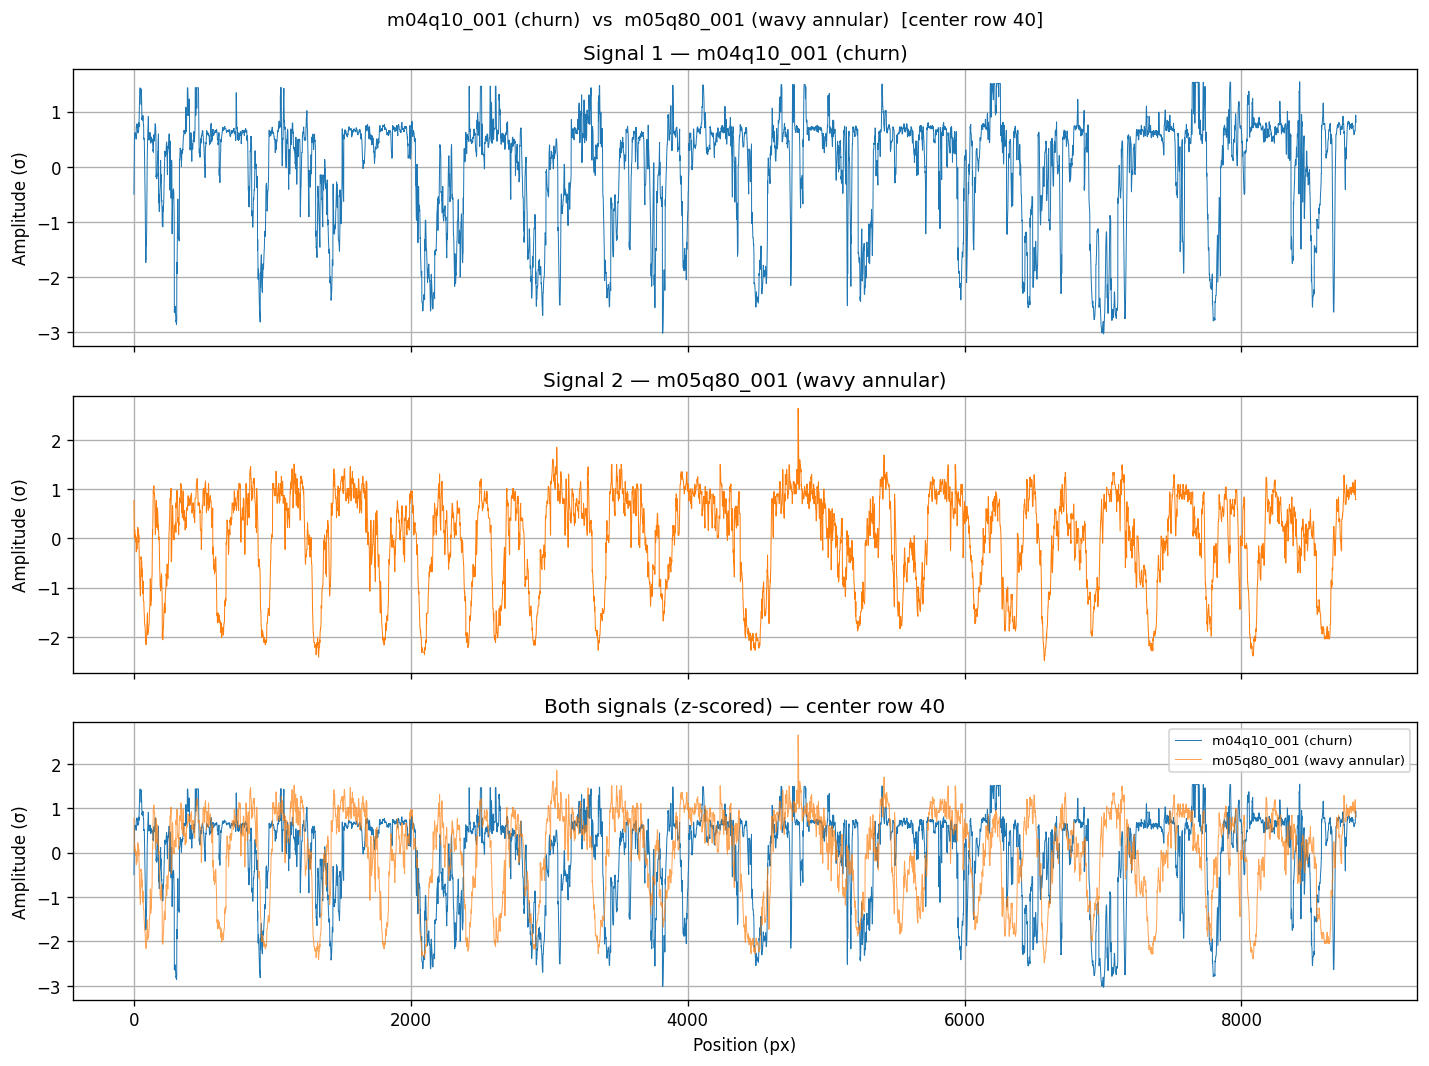 m04q10_001 (churn)  vs  m05q80_001 (wavy annular)  [center row 40]
Signal 1 — m04q10_001 (churn)
Amplitude (σ)
1
0
−1
−2
−3
Signal 2 — m05q80_001 (wavy annular)
Amplitude (σ)
2
1
0
−1
−2
Both signals (z-scored) — center row 40
m04q10_001 (churn)
m05q80_001 (wavy annular)
Amplitude (σ)
2
1
0
−1
−2
−3
0 2000 4000 6000 8000
Position (px)